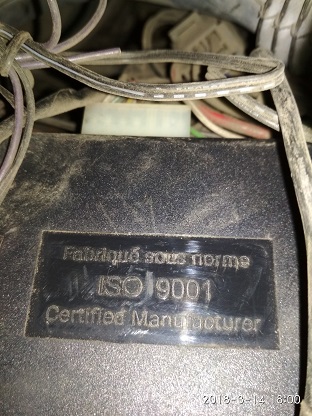 Fabriqué sous norme
ISO 9001
Certified Manufacturer
2018-3-14 18:00